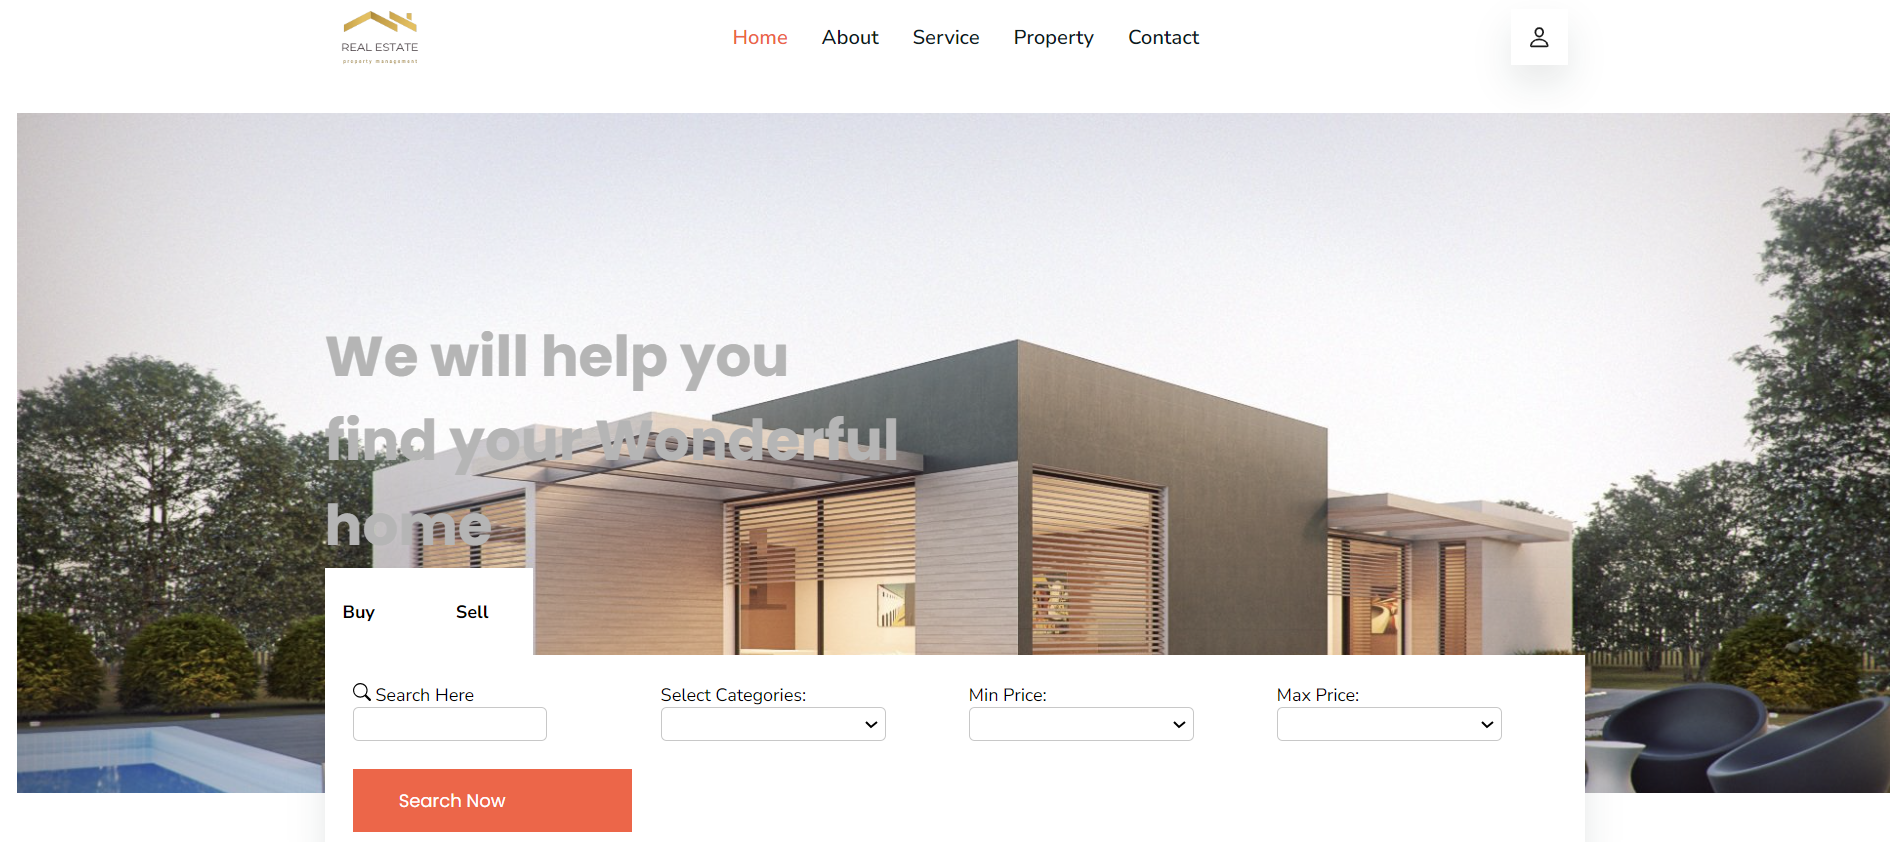 REAL ESTATE
property management
Home About Service Property Contact
We will help you
find your Wonderful
home
Buy Sell
Search Here Select Categories: Min Price: Max Price:
Search Now